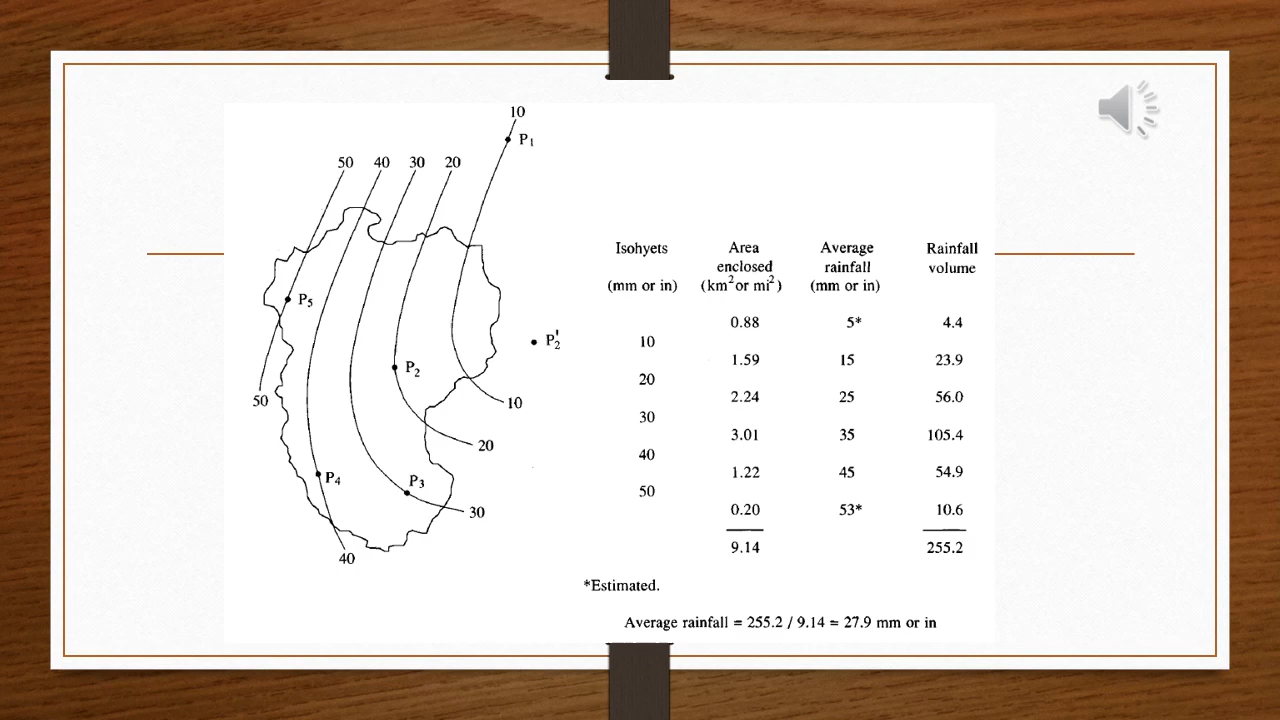 10
P₁
50 40 30 20
P₅
P₂'
P₂
50
10
20
P₄
P₃
30
40
Isohyets Area Average Rainfall
enclosed rainfall volume
(mm or in) (km² or mi²) (mm or in)
0.88 5* 4.4
10
1.59 15 23.9
20
2.24 25 56.0
30
3.01 35 105.4
40
1.22 45 54.9
50
0.20 53* 10.6
9.14 255.2
*Estimated.
Average rainfall = 255.2 / 9.14 = 27.9 mm or in